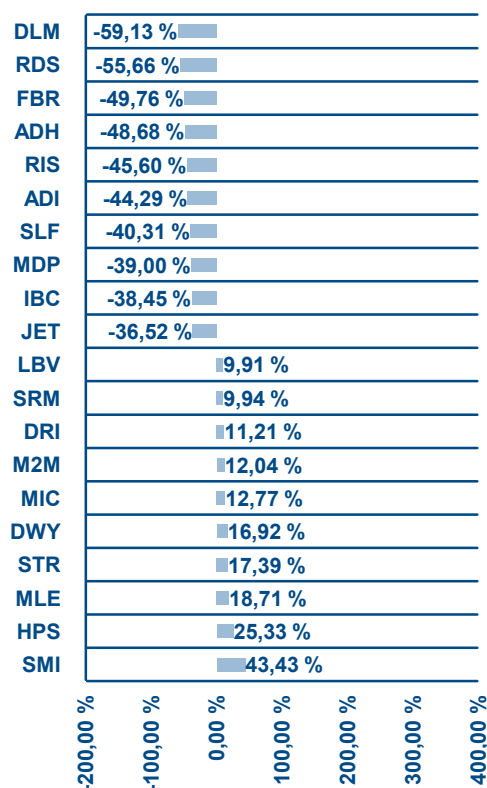 DLM -59,13 %
RDS -55,66 %
FBR -49,76 %
ADH -48,68 %
RIS -45,60 %
ADI -44,29 %
SLF -40,31 %
MDP -39,00 %
IBC -38,45 %
JET -36,52 %
LBV 9,91 %
SRM 9,94 %
DRI 11,21 %
M2M 12,04 %
MIC 12,77 %
DWY 16,92 %
STR 17,39 %
MLE 18,71 %
HPS 25,33 %
SMI 43,43 %
-200,00 %
-100,00 %
0,00 %
100,00 %
200,00 %
300,00 %
400,00 %